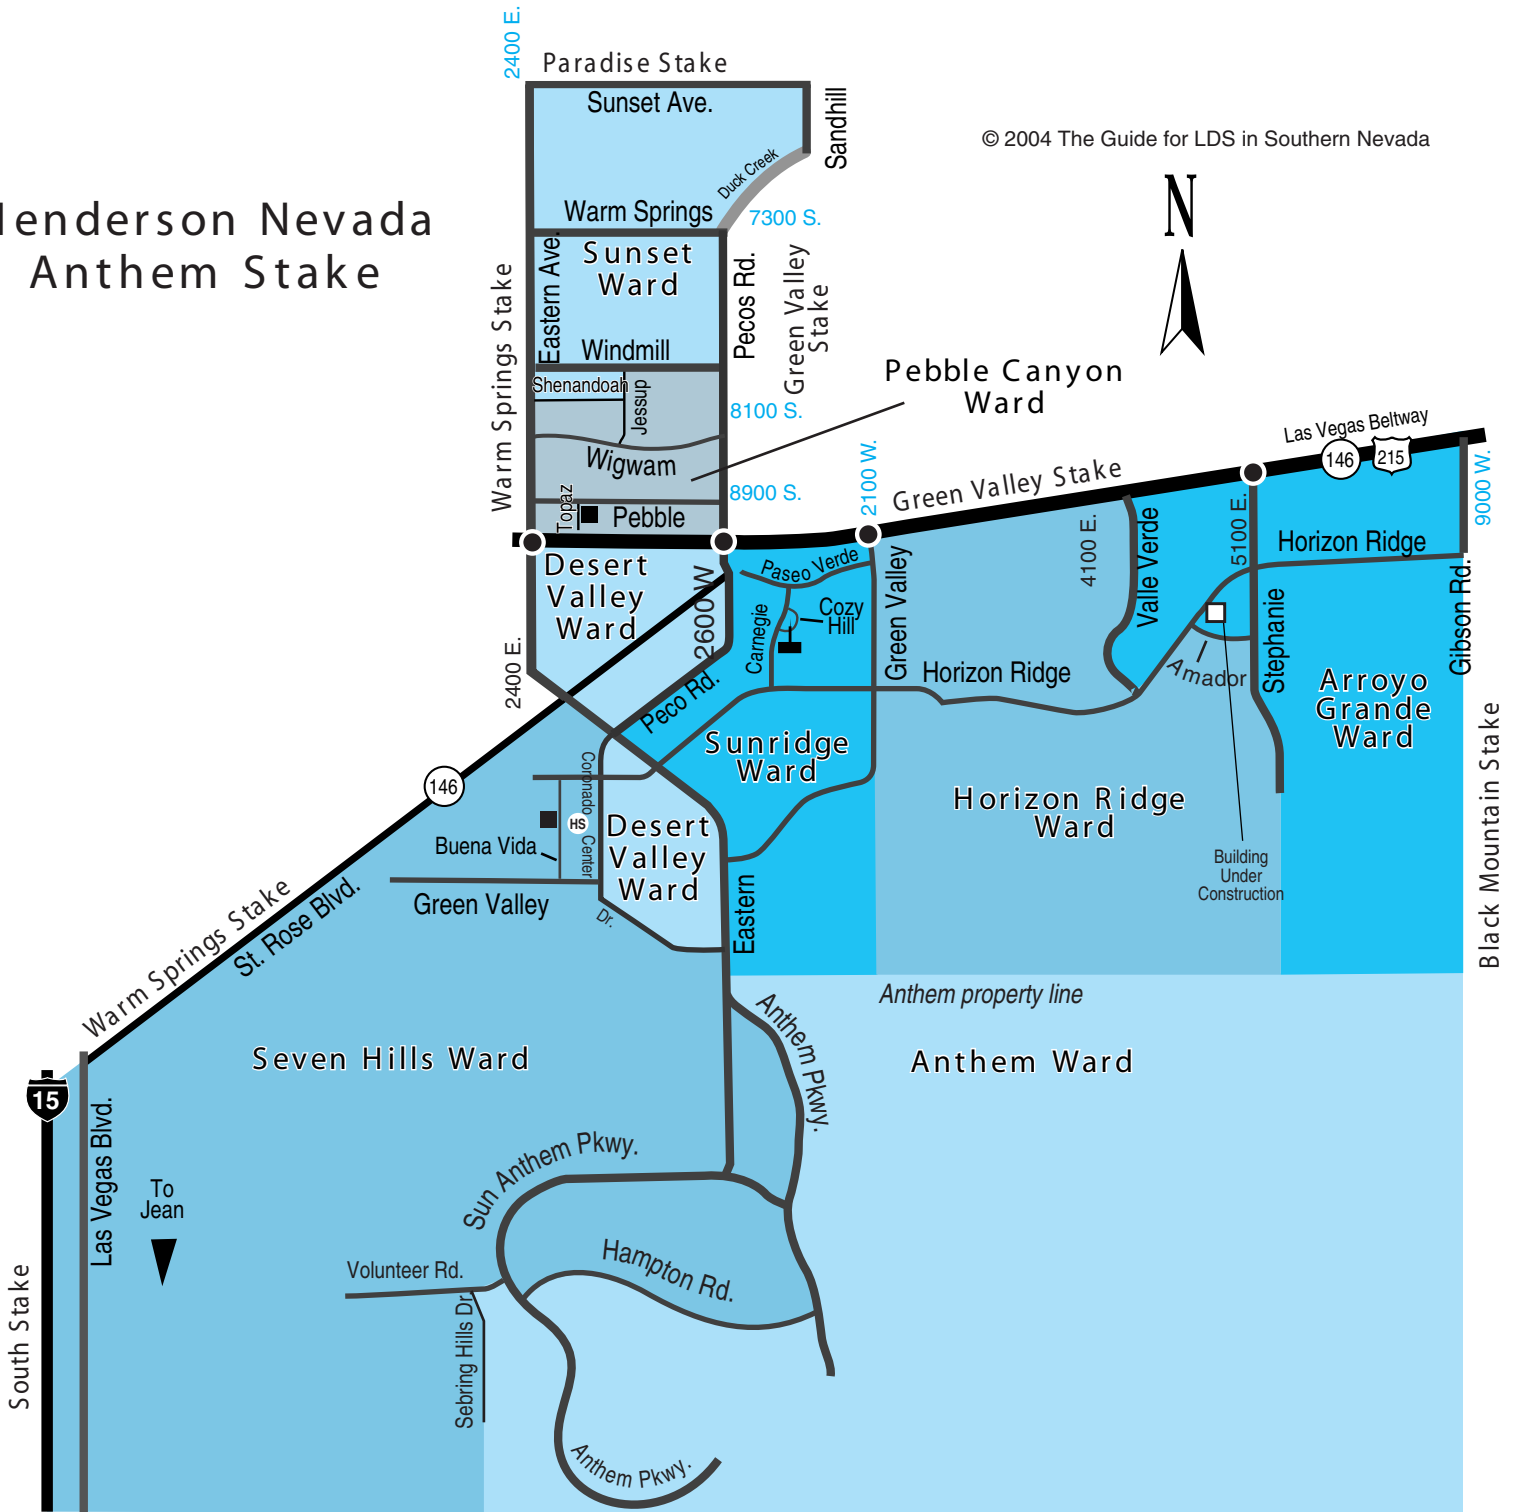 2400 E.
Paradise Stake
Sunset Ave.
Sandhill
© 2004 The Guide for LDS in Southern Nevada
Duck Creek
N
Henderson Nevada
Anthem Stake
Warm Springs
7300 S.
Sunset
Ward
Eastern Ave.
Warm Springs Stake
Pecos Rd.
Green Valley
Stake
Windmill
Pebble Canyon
Ward
Shenandoah
Jessup
8100 S.
Wigwam
8900 S.
Topaz
Pebble
2100 W.
Green Valley Stake
Las Vegas Beltway
146
215
9000 W.
Desert
Valley
Ward
2600 W
2400 E.
Paseo Verde
Carnegie
Cozy
Hill
Green Valley
4100 E.
Valle Verde
5100 E.
Horizon Ridge
Gibson Rd.
Stephanie
Amador
Horizon Ridge
Arroyo
Grande
Ward
Peco Rd.
Sunridge
Ward
Horizon Ridge
Ward
Black Mountain Stake
146
Coronado Center
Dr.
HS
Buena Vida
Desert
Valley
Ward
Building
Under
Construction
Green Valley
Eastern
Warm Springs Stake
St. Rose Blvd.
Anthem property line
Anthem Pkwy.
Seven Hills Ward
Anthem Ward
15
Las Vegas Blvd.
To
Jean
South Stake
Sun Anthem Pkwy.
Hampton Rd.
Volunteer Rd.
Sebring Hills Dr.
Anthem Pkwy.